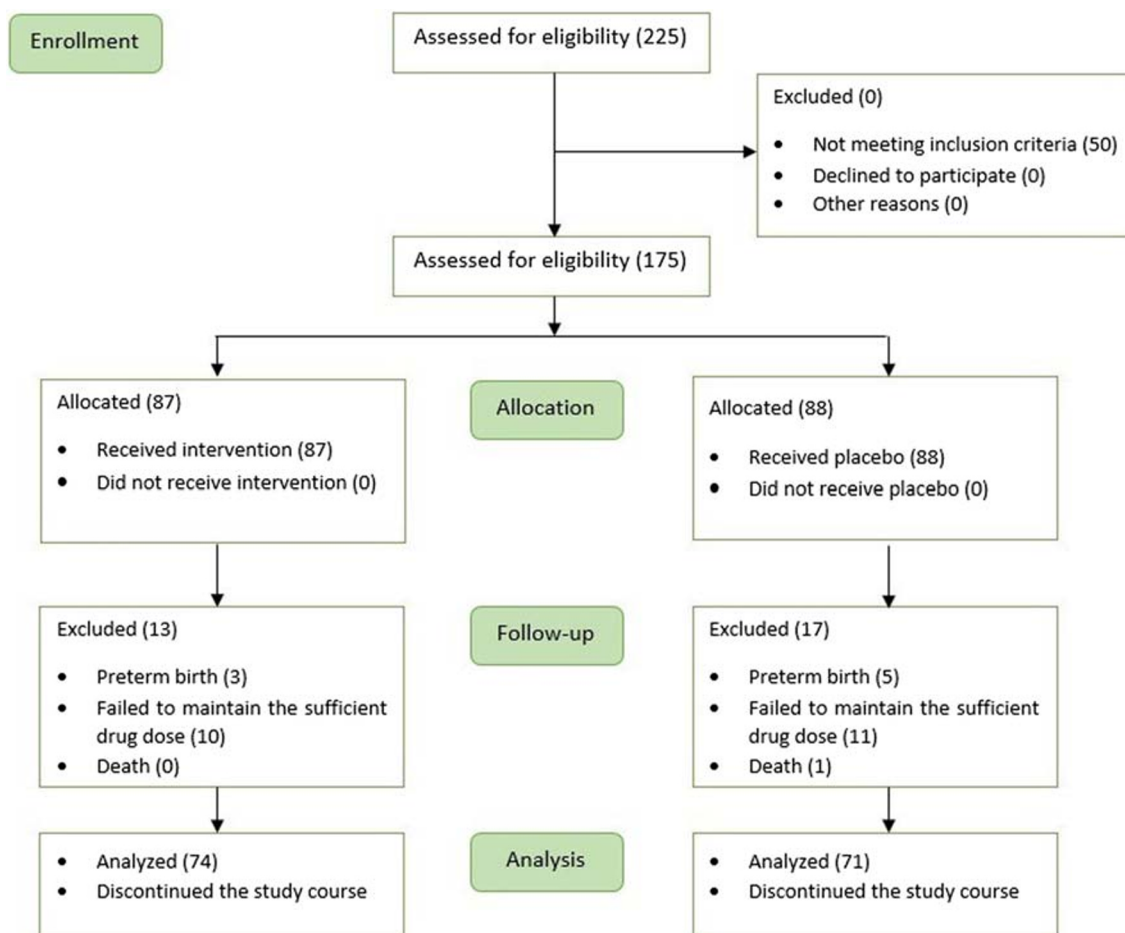 Enrollment
Assessed for eligibility (225)
Excluded (0)
• Not meeting inclusion criteria (50)
• Declined to participate (0)
• Other reasons (0)
Assessed for eligibility (175)
Allocated (87)
• Received intervention (87)
• Did not receive intervention (0)
Allocation
Allocated (88)
• Received placebo (88)
• Did not receive placebo (0)
Excluded (13)
• Preterm birth (3)
• Failed to maintain the sufficient
drug dose (10)
• Death (0)
Follow-up
Excluded (17)
• Preterm birth (5)
• Failed to maintain the sufficient
drug dose (11)
• Death (1)
• Analyzed (74)
• Discontinued the study course
Analysis
• Analyzed (71)
• Discontinued the study course